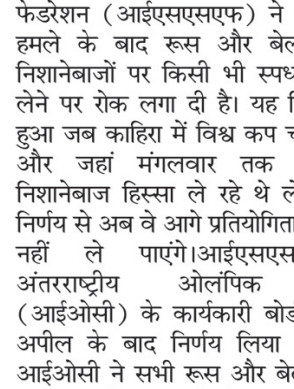 फेडरेशन (आईएसएसएफ) ने
हमले के बाद रूस और
निशानेबाजों पर किसी भी
लेने पर रोक लगा दी है। यह
हुआ जब काहिरा में विश्व कप
और जहां मंगलवार तक
निशानेबाज हिस्सा ले रहे थे
निर्णय से अब वे आगे प्रतियोगिता
नहीं ले पाएंगे।आईएसएस
अंतरराष्ट्रीय ओलंपिक
(आईओसी) के कार्यकारी
अपील के बाद निर्णय लिया
आईओसी ने सभी रूस और